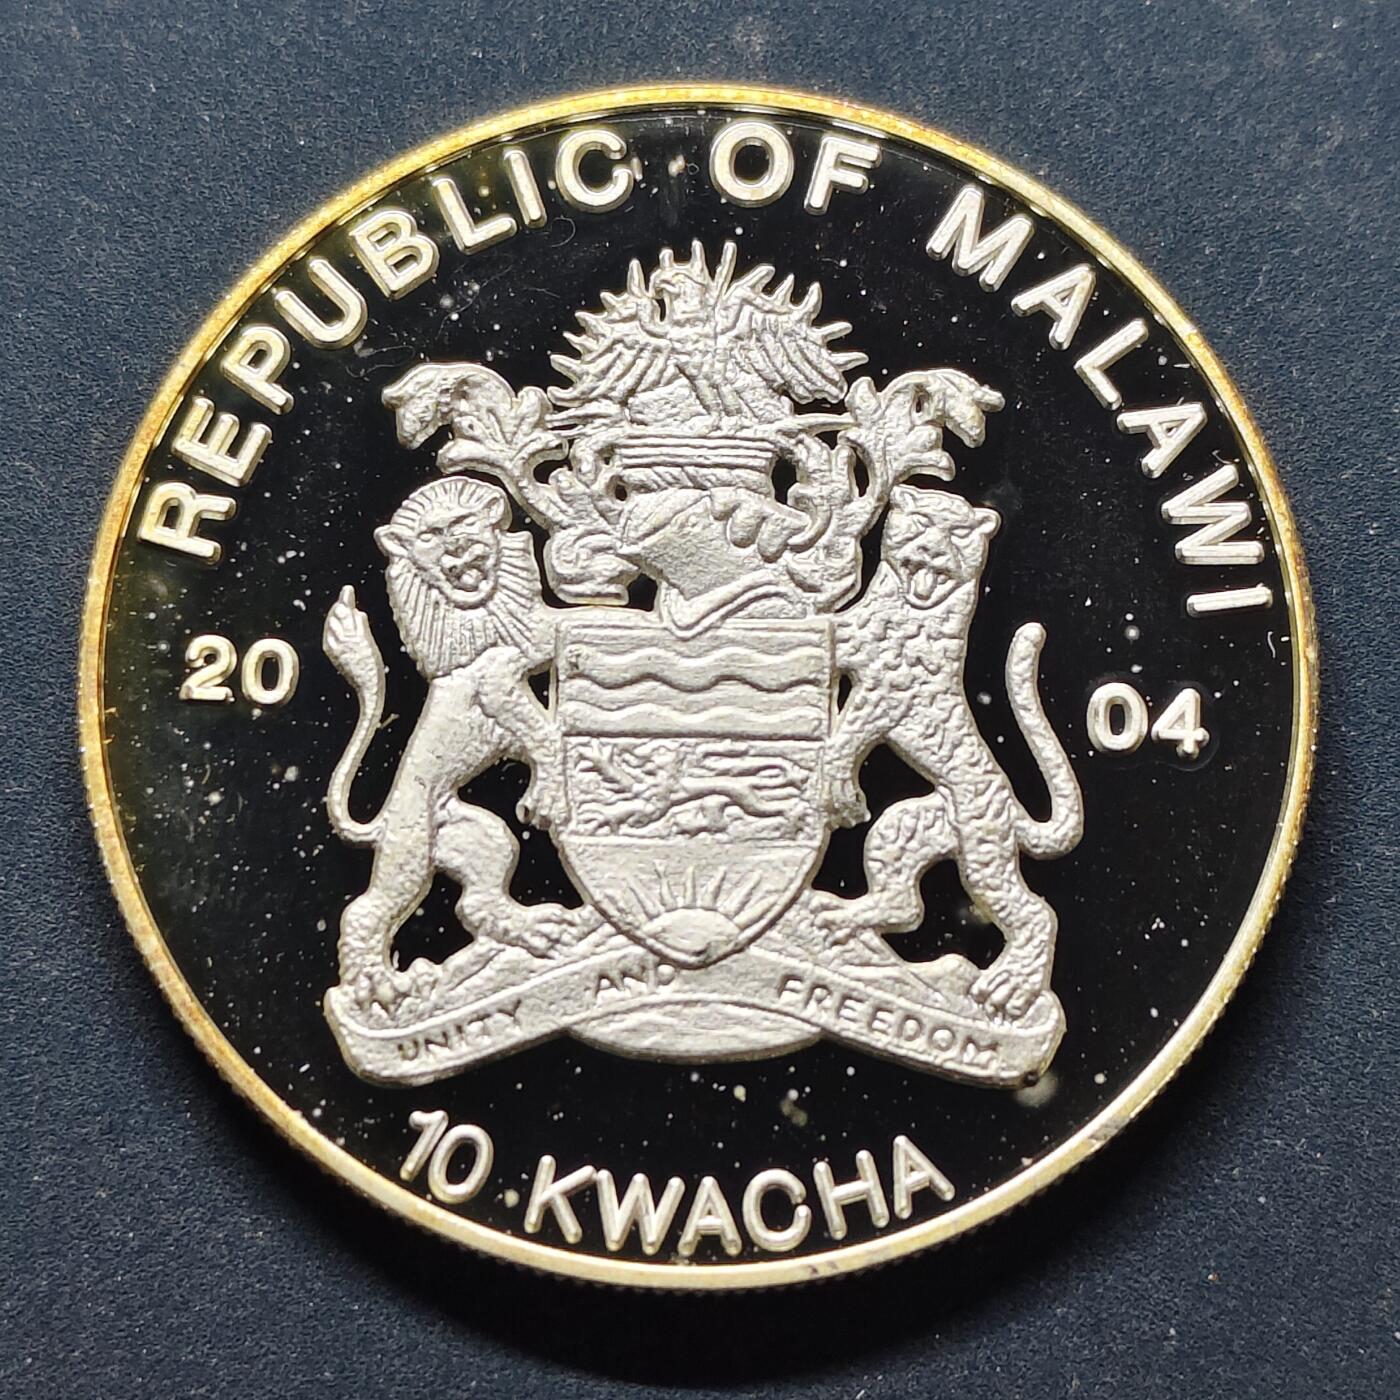 REPUBLIC OF MALAWI
20 04
UNITY AND FREEDOM
10 KWACHA